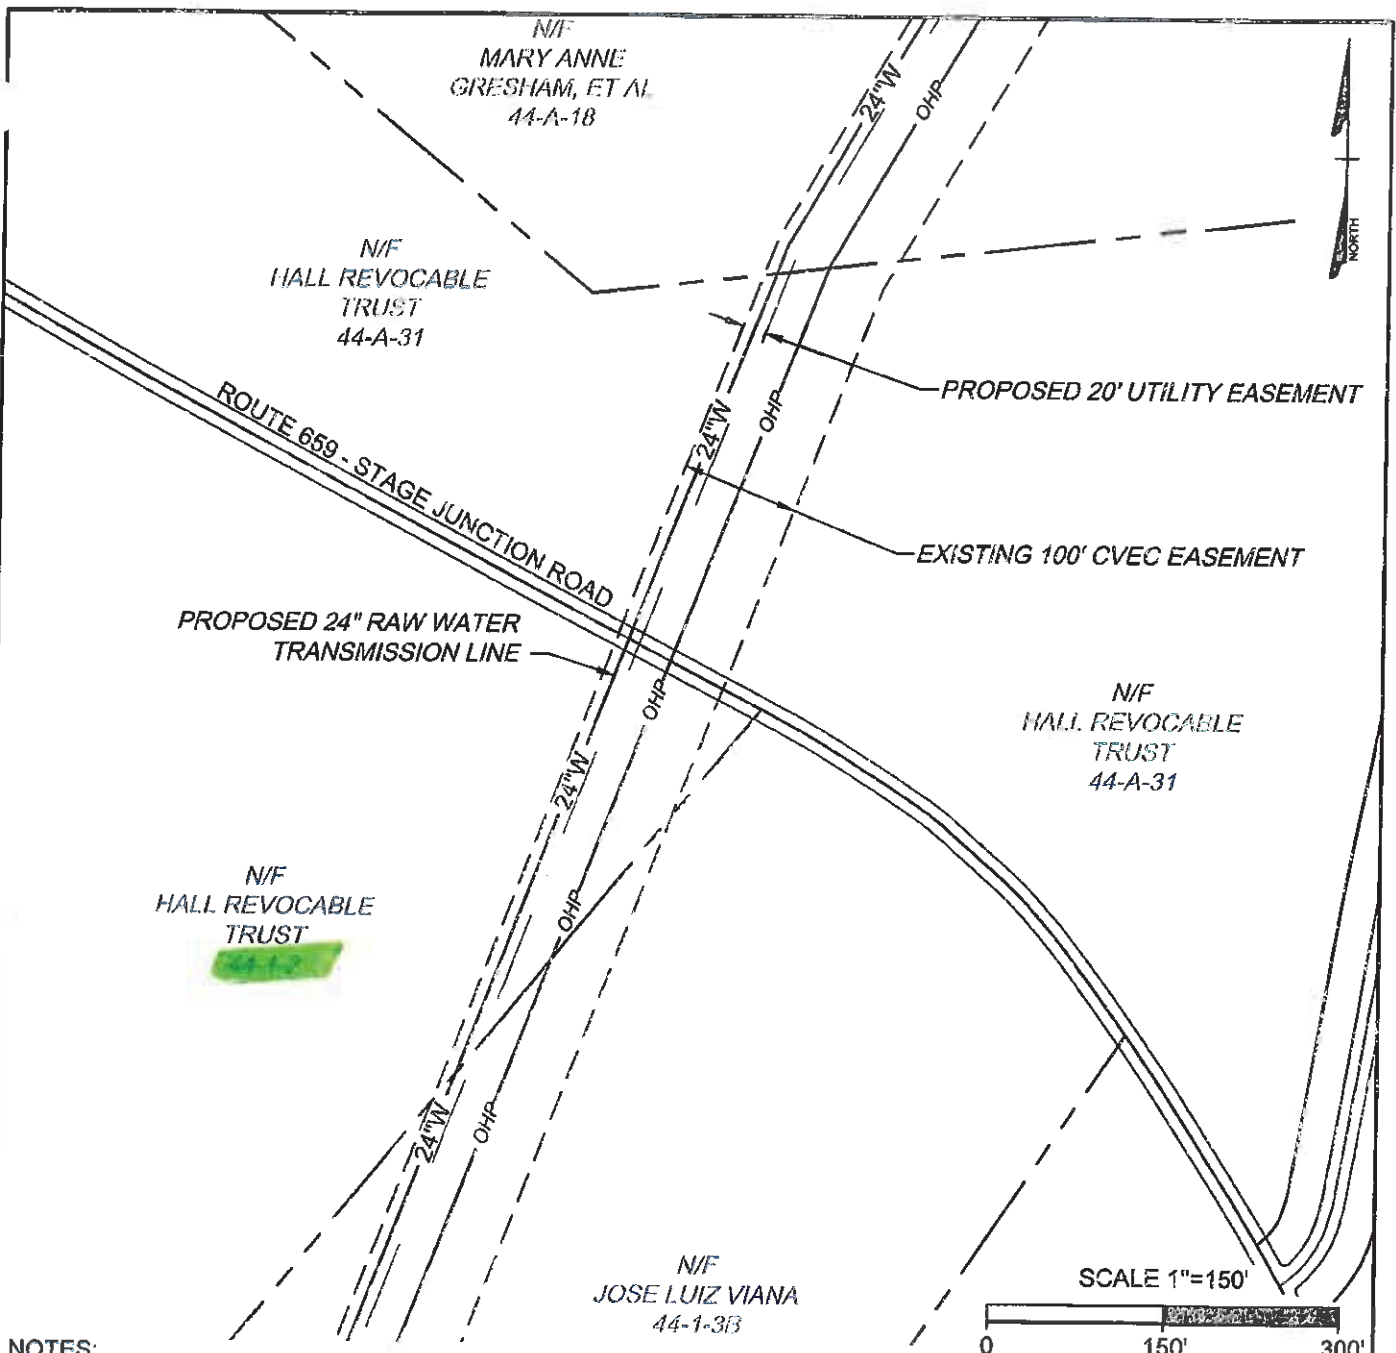 N/F
MARY ANNE
GRESHAM, ET AL
44-A-18
24"W
OHP
NORTH
N/F
HALL REVOCABLE
TRUST
44-A-31
PROPOSED 20' UTILITY EASEMENT
24"W
OHP
ROUTE 659 - STAGE JUNCTION ROAD
EXISTING 100' CVEC EASEMENT
PROPOSED 24" RAW WATER
TRANSMISSION LINE
OHP
N/F
HALL REVOCABLE
TRUST
44-A-31
24"W
N/F
HALL REVOCABLE
TRUST
44-1-2
OHP
24"W
OHP
N/F
JOSE LUIZ VIANA
44-1-3B
SCALE 1"=150'
0 150' 300'
NOTES: